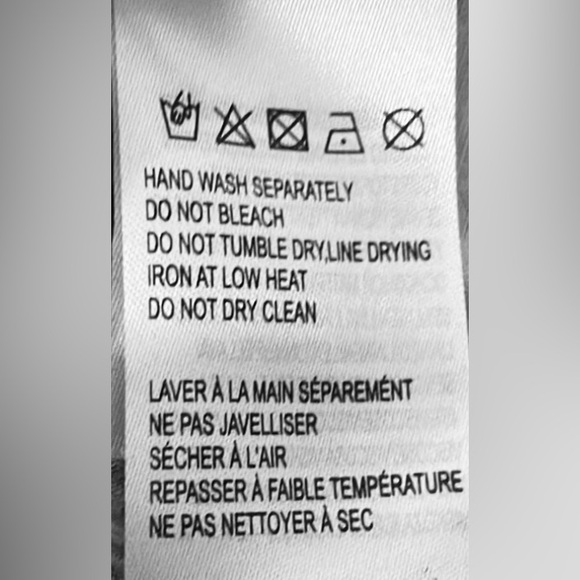 HAND WASH SEPARATELY
DO NOT BLEACH
DO NOT TUMBLE DRY,LINE DRYING
IRON AT LOW HEAT
DO NOT DRY CLEAN
LAVER À LA MAIN SÉPAREMÉNT
NE PAS JAVELLISER
SÉCHER À L'AIR
REPASSER À FAIBLE TEMPÉRATURE
NE PAS NETTOYER À SEC